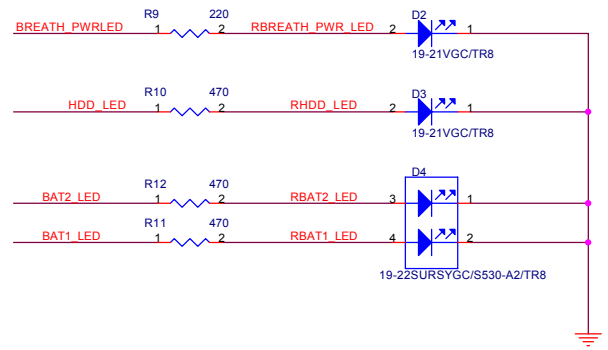 R9 220 D2
BREATH_PWRLED 1 2 RBREATH_PWR_LED 2 1
19-21VGC/TR8
R10 470 D3
HDD_LED 1 2 RHDD_LED 2 1
19-21VGC/TR8
D4
R12 470
BAT2_LED 1 2 RBAT2_LED 3 1
R11 470
BAT1_LED 1 2 RBAT1_LED 4 2
19-22SURSYGC/S530-A2/TR8